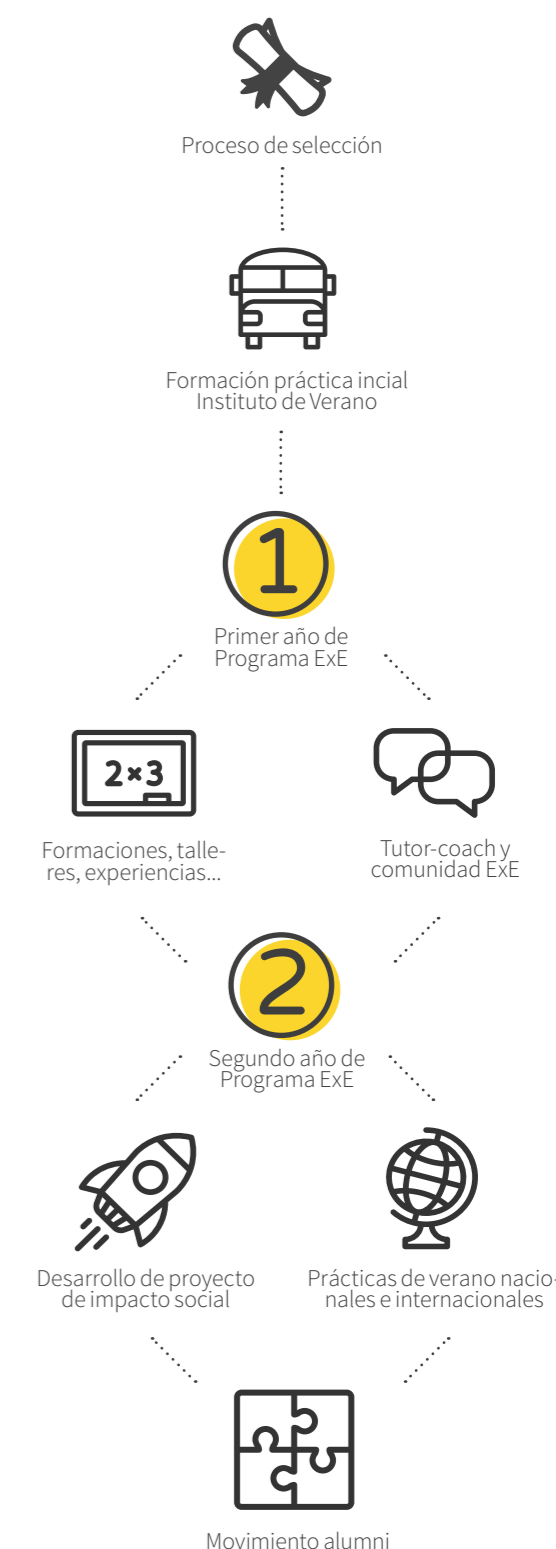 Proceso de selección
Formación práctica incial
Instituto de Verano
1
Primer año de
Programa ExE
2×3
Formaciones, talle-
res, experiencias...
Tutor-coach y
comunidad ExE
2
Segundo año de
Programa ExE
Desarrollo de proyecto
de impacto social
Prácticas de verano nacio-
nales e internacionales
Movimiento alumni